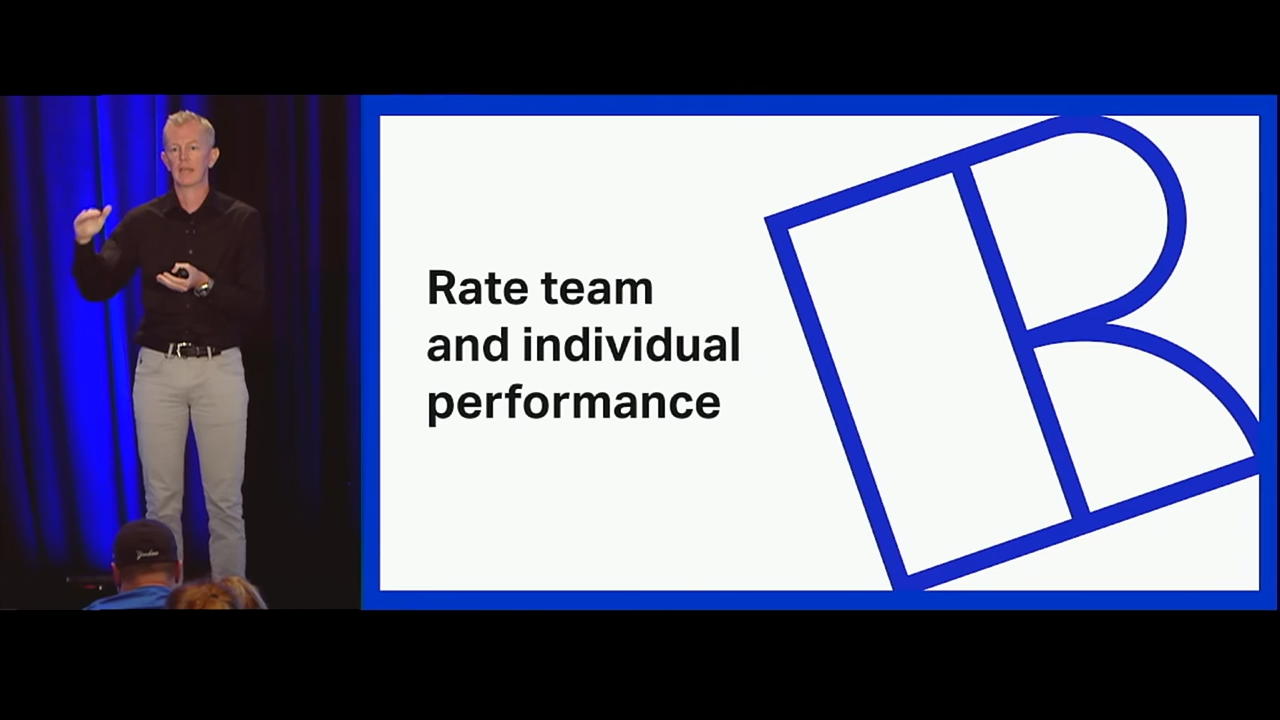 Rate team
and individual
performance